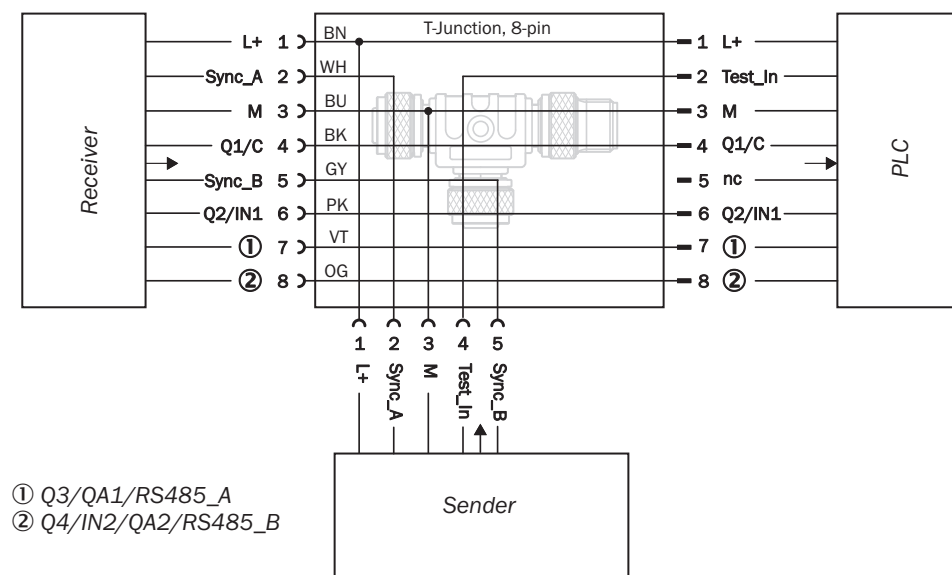 T-Junction, 8-pin
L+ 1 BN 1 L+
Sync_A 2 WH 2 Test_In
M 3 BU 3 M
Q1/C 4 BK 4 Q1/C
Sync_B 5 GY 5 nc
Q2/IN1 6 PK 6 Q2/IN1
① 7 VT 7 ①
② 8 OG 8 ②
Receiver
PLC
1 2 3 4 5
L+ Sync_A M Test_In Sync_B
Sender
① Q3/QA1/RS485_A
② Q4/IN2/QA2/RS485_B